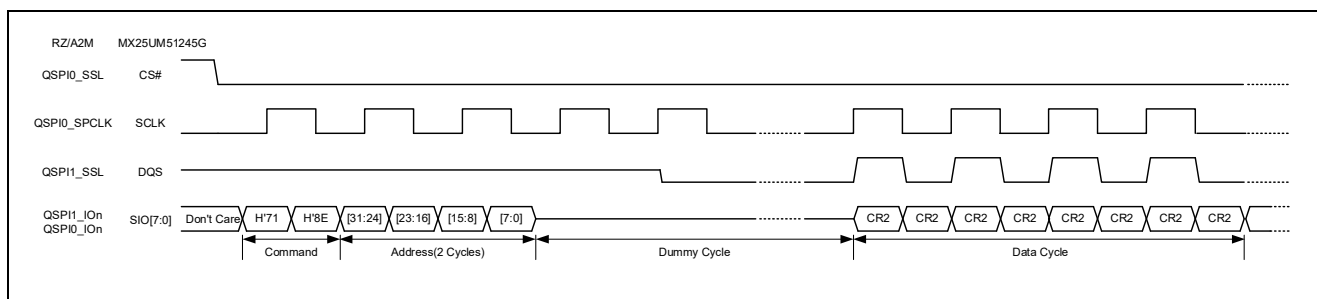 RZ/A2M MX25UM51245G
QSPI0_SSL CS#
QSPI0_SPCLK SCLK
QSPI1_SSL DQS
QSPI1_IOn
QSPI0_IOn
SIO[7:0] Don't Care H'71 H'8E [31:24] [23:16] [15:8] [7:0] CR2 CR2 CR2 CR2 CR2 CR2 CR2 CR2
Command Address(2 Cycles) Dummy Cycle Data Cycle